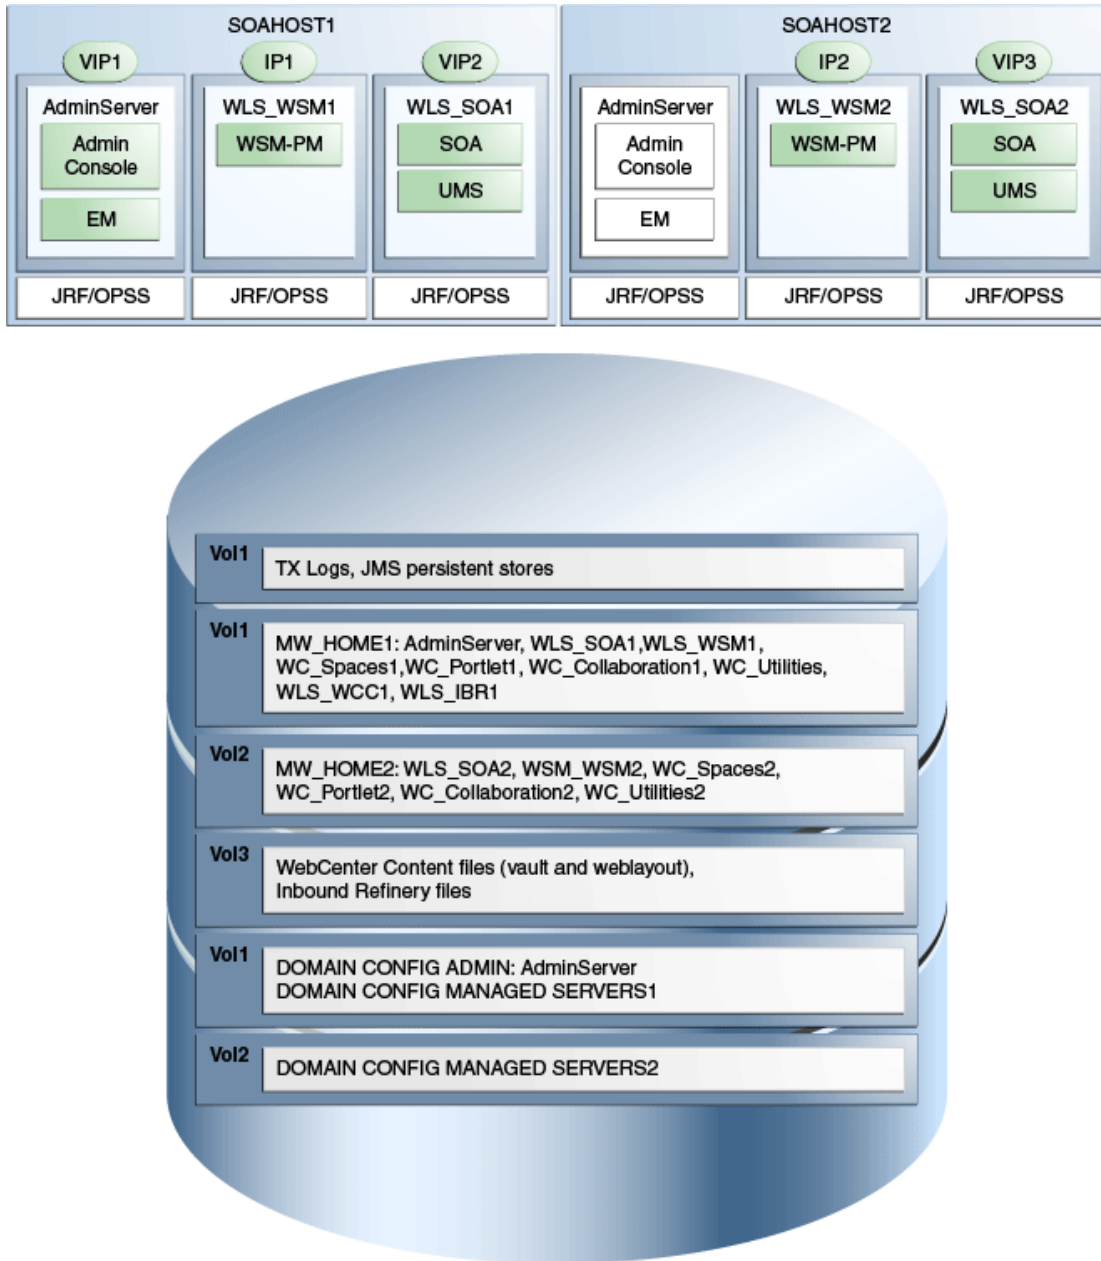 SOAHOST1
VIP1
IP1
VIP2
AdminServer
Admin
Console
EM
WLS_WSM1
WSM-PM
WLS_SOA1
SOA
UMS
JRF/OPSS
JRF/OPSS
JRF/OPSS
SOAHOST2
IP2
VIP3
AdminServer
Admin
Console
EM
WLS_WSM2
WSM-PM
WLS_SOA2
SOA
UMS
JRF/OPSS
JRF/OPSS
JRF/OPSS
Vol1
TX Logs, JMS persistent stores
Vol1
MW_HOME1: AdminServer, WLS_SOA1,WLS_WSM1,
WC_Spaces1,WC_Portlet1, WC_Collaboration1, WC_Utilities,
WLS_WCC1, WLS_IBR1
Vol2
MW_HOME2: WLS_SOA2, WSM_WSM2, WC_Spaces2,
WC_Portlet2, WC_Collaboration2, WC_Utilities2
Vol3
WebCenter Content files (vault and weblayout),
Inbound Refinery files
Vol1
DOMAIN CONFIG ADMIN: AdminServer
DOMAIN CONFIG MANAGED SERVERS1
Vol2
DOMAIN CONFIG MANAGED SERVERS2